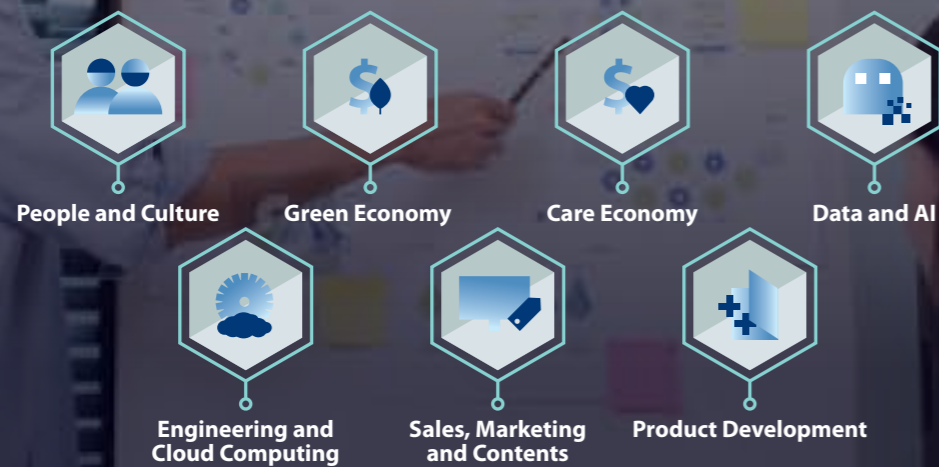 People and Culture
Green Economy
Care Economy
Data and AI
Engineering and
Cloud Computing
Sales, Marketing
and Contents
Product Development